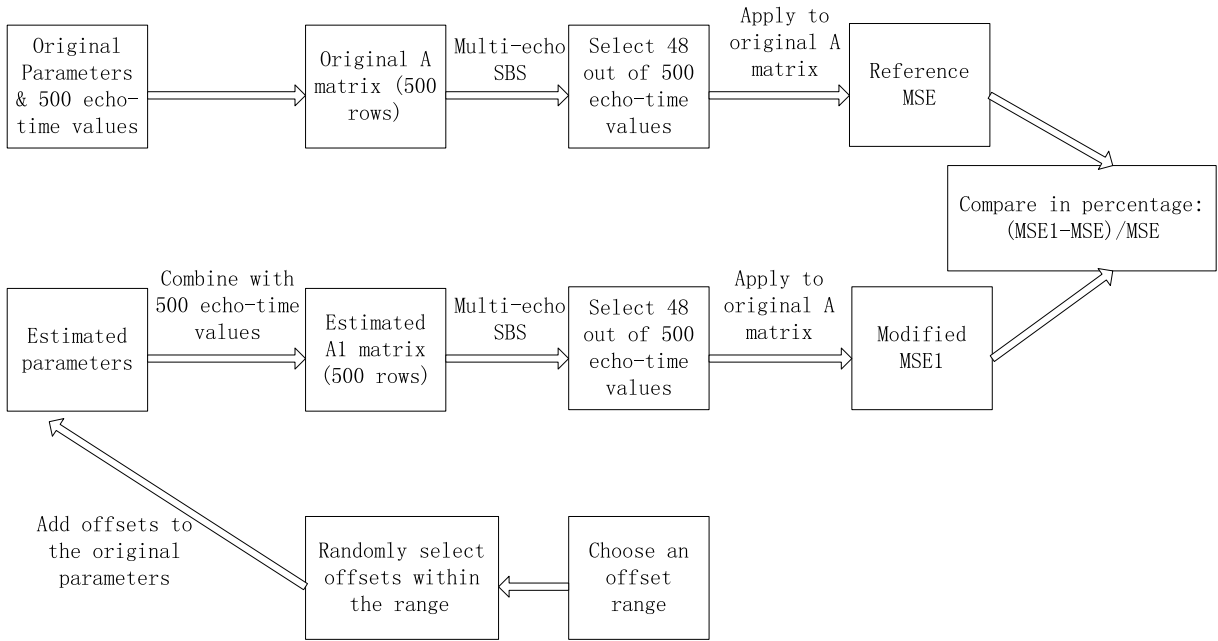 Original
Parameters
& 500 echo-
time values
Original A
matrix (500
rows)
Multi-echo
SBS
Select 48
out of 500
echo-time
values
Apply to
original A
matrix
Reference
MSE
Compare in percentage:
(MSE1-MSE)/MSE
Estimated
parameters
Combine with
500 echo-time
values
Estimated
A1 matrix
(500 rows)
Multi-echo
SBS
Select 48
out of 500
echo-time
values
Apply to
original A
matrix
Modified
MSE1
Add offsets to
the original
parameters
Randomly select
offsets within
the range
Choose an
offset
range